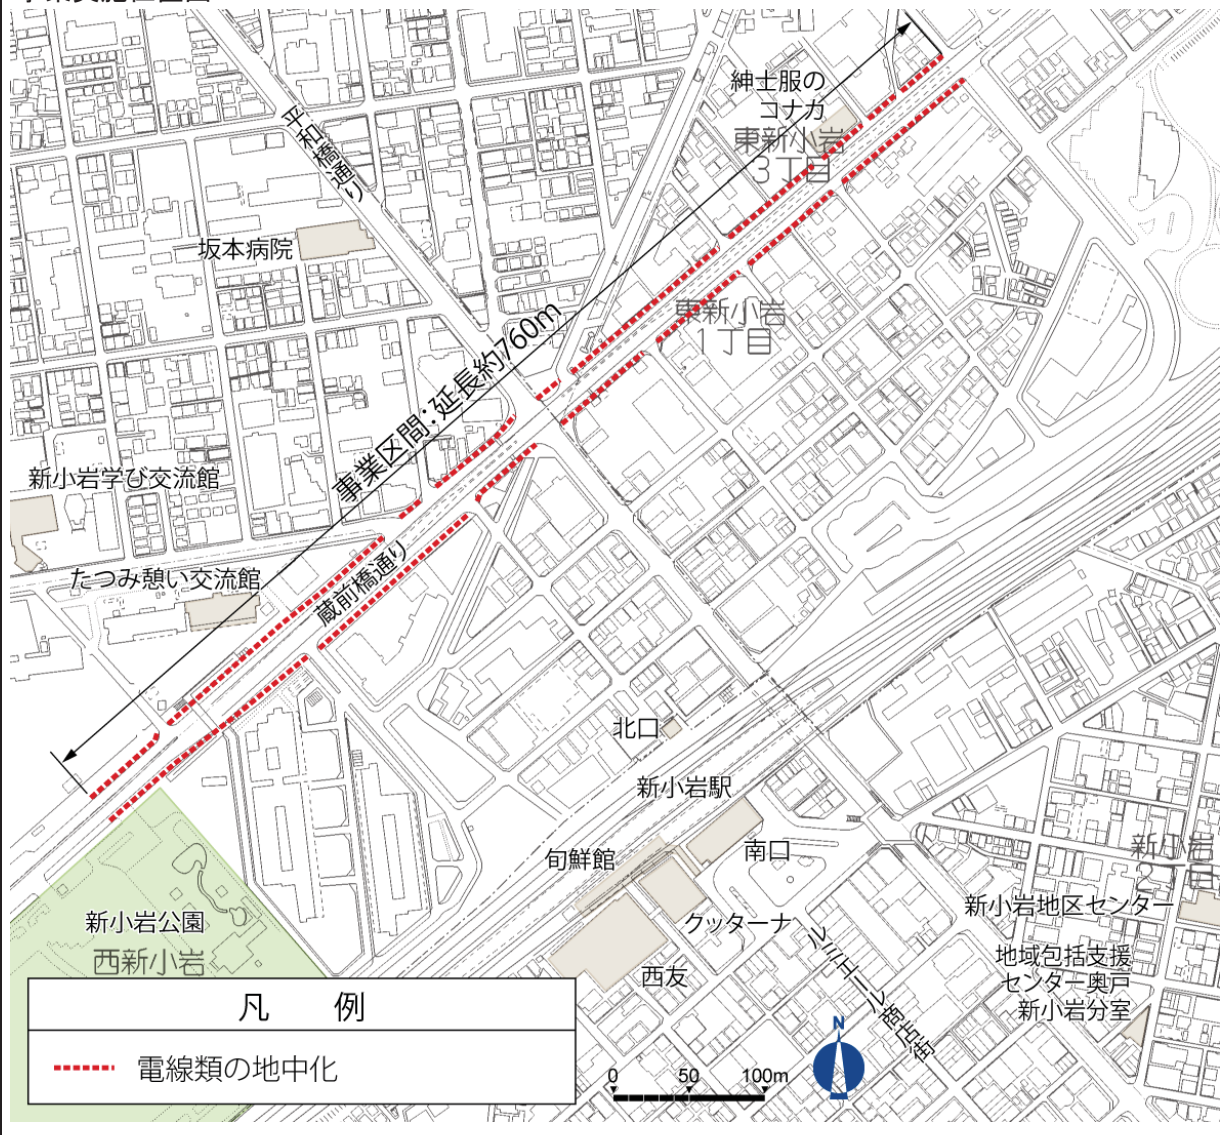 紳士服の
コナカ
東新小岩
3丁目
平和橋通り
坂本病院
東新小岩
1丁目
事業区間:延長約760m
新小岩学び交流館
たつみ憩い交流館
蔵前橋通り
北口
新小岩駅
旬鮮館
南口
新小岩
2丁目
新小岩地区センター
新小岩公園
西新小岩
クッターナ
ルミエール商店街
西友
地域包括支援
センター奥戸
新小岩分室
凡 例
電線類の地中化
N
0 50 100m